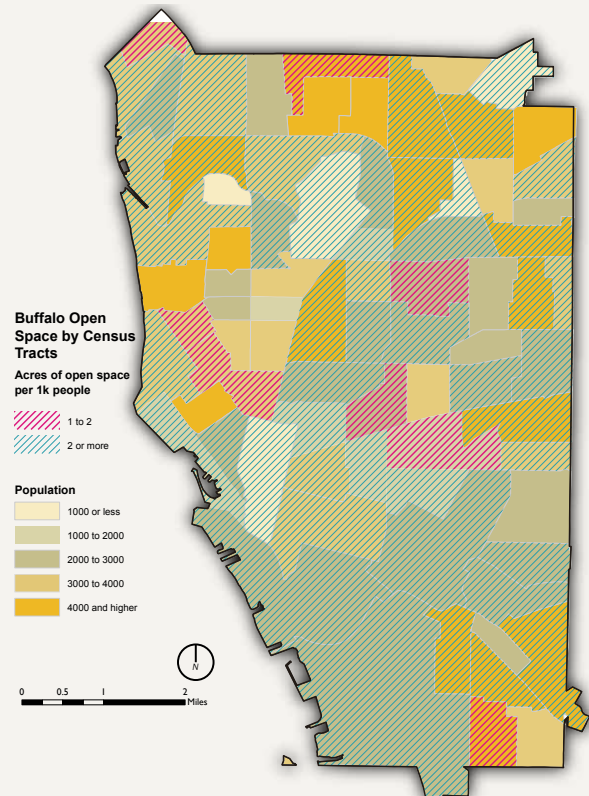 Buffalo Open
Space by Census
Tracts
Acres of open space
per 1k people
1 to 2
2 or more
Population
1000 or less
1000 to 2000
2000 to 3000
3000 to 4000
4000 and higher
N
0 0.5 1 2
Miles